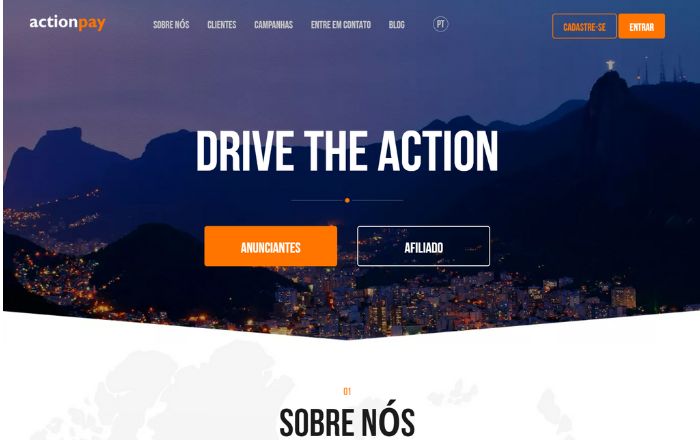 actionpay
SOBRE NÓS
CLIENTES
CAMPANHAS
ENTRE EM CONTATO
BLOG
PT
CADASTRE-SE
ENTRAR
DRIVE THE ACTION
ANUNCIANTES
AFILIADO
01
SOBRE NÓS